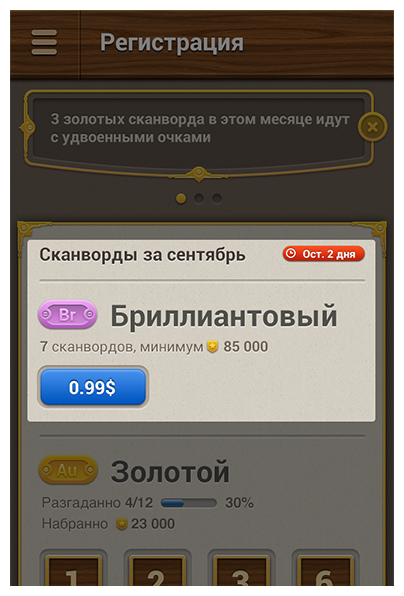 Регистрация
3 золотых сканворда в этом месяце идут
с удвоенными очками
Сканворды за сентябрь
Ост. 2 дня
Br
Бриллиантовый
7 сканвордов, минимум 85 000
0.99$
Au
Золотой
Разгаданно 4/12 30%
Набранно 23 000
1 2 3 6